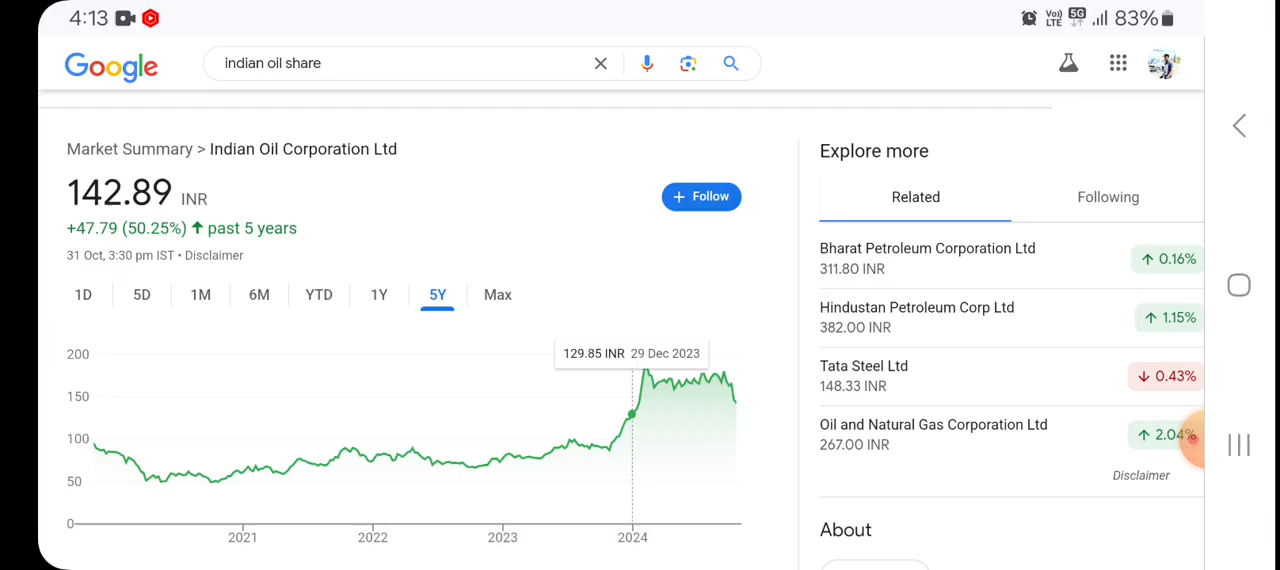 4:13
Vo)) LTE 5G 83%
Google
indian oil share
Market Summary > Indian Oil Corporation Ltd
142.89 INR
+ Follow
+47.79 (50.25%) ↑ past 5 years
31 Oct, 3:30 pm IST • Disclaimer
1D 5D 1M 6M YTD 1Y 5Y Max
129.85 INR 29 Dec 2023
200
150
100
50
0
2021 2022 2023 2024
Explore more
Related Following
Bharat Petroleum Corporation Ltd
311.80 INR
↑ 0.16%
Hindustan Petroleum Corp Ltd
382.00 INR
↑ 1.15%
Tata Steel Ltd
148.33 INR
↓ 0.43%
Oil and Natural Gas Corporation Ltd
267.00 INR
↑ 2.04%
Disclaimer
About